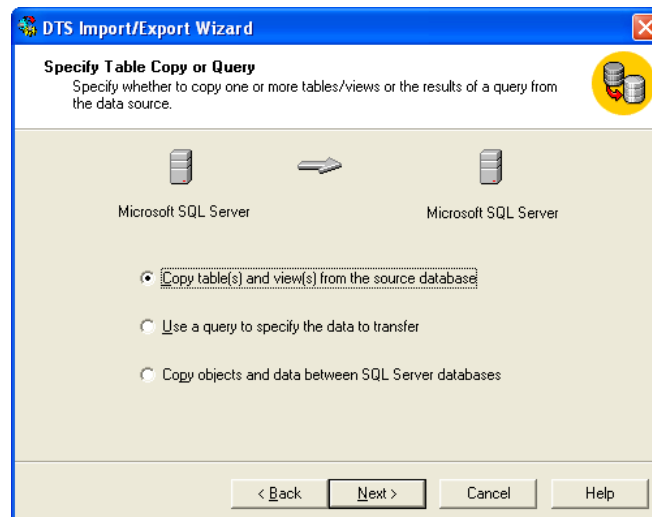 DTS Import/Export Wizard
Specify Table Copy or Query
Specify whether to copy one or more tables/views or the results of a query from
the data source.
Microsoft SQL Server
Microsoft SQL Server
Copy table(s) and view(s) from the source database
Use a query to specify the data to transfer
Copy objects and data between SQL Server databases
< Back
Next >
Cancel
Help